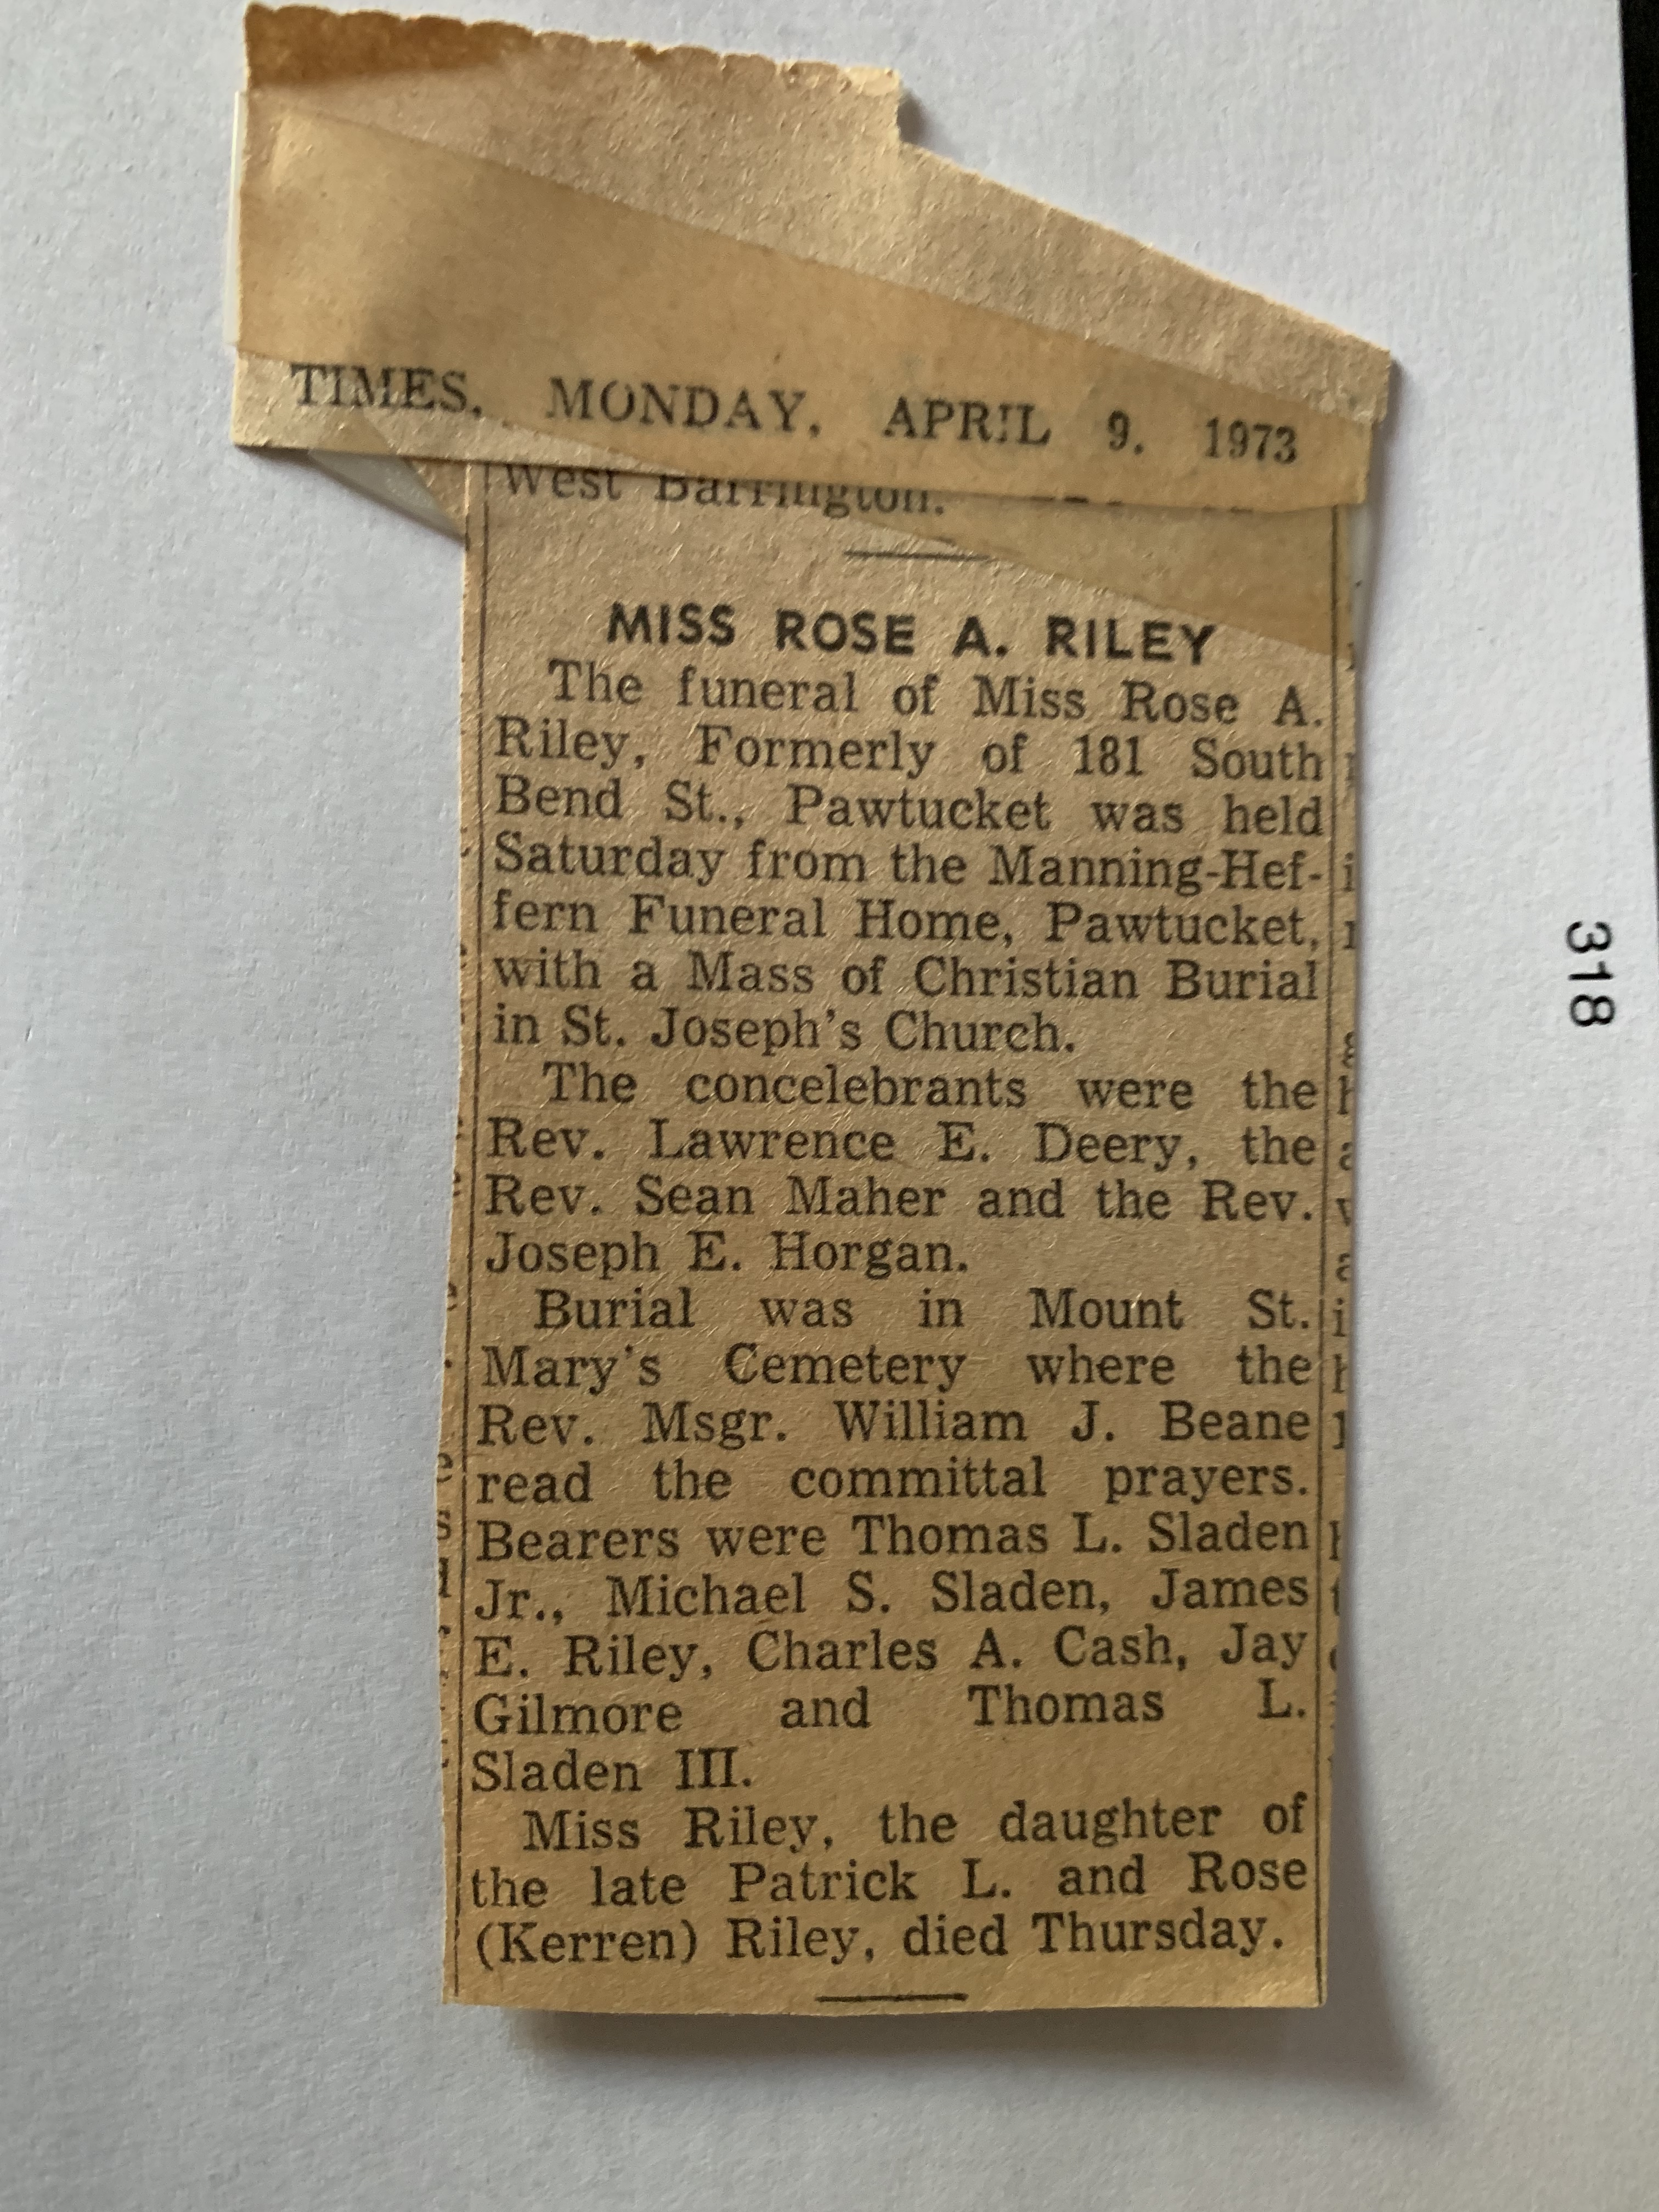 TIMES, MONDAY, APRIL 9, 1973
West Barrington.
MISS ROSE A. RILEY
The funeral of Miss Rose A.
Riley, Formerly of 181 South
Bend St., Pawtucket was held
Saturday from the Manning-Hef-
fern Funeral Home, Pawtucket,
with a Mass of Christian Burial
in St. Joseph's Church.
The concelebrants were the
Rev. Lawrence E. Deery, the
Rev. Sean Maher and the Rev.
Joseph E. Horgan.
Burial was in Mount St.
Mary's Cemetery where the
Rev. Msgr. William J. Beane
read the committal prayers.
Bearers were Thomas L. Sladen
Jr., Michael S. Sladen, James
E. Riley, Charles A. Cash, Jay
Gilmore and Thomas L.
Sladen III.
Miss Riley, the daughter of
the late Patrick L. and Rose
(Kerren) Riley, died Thursday.
318